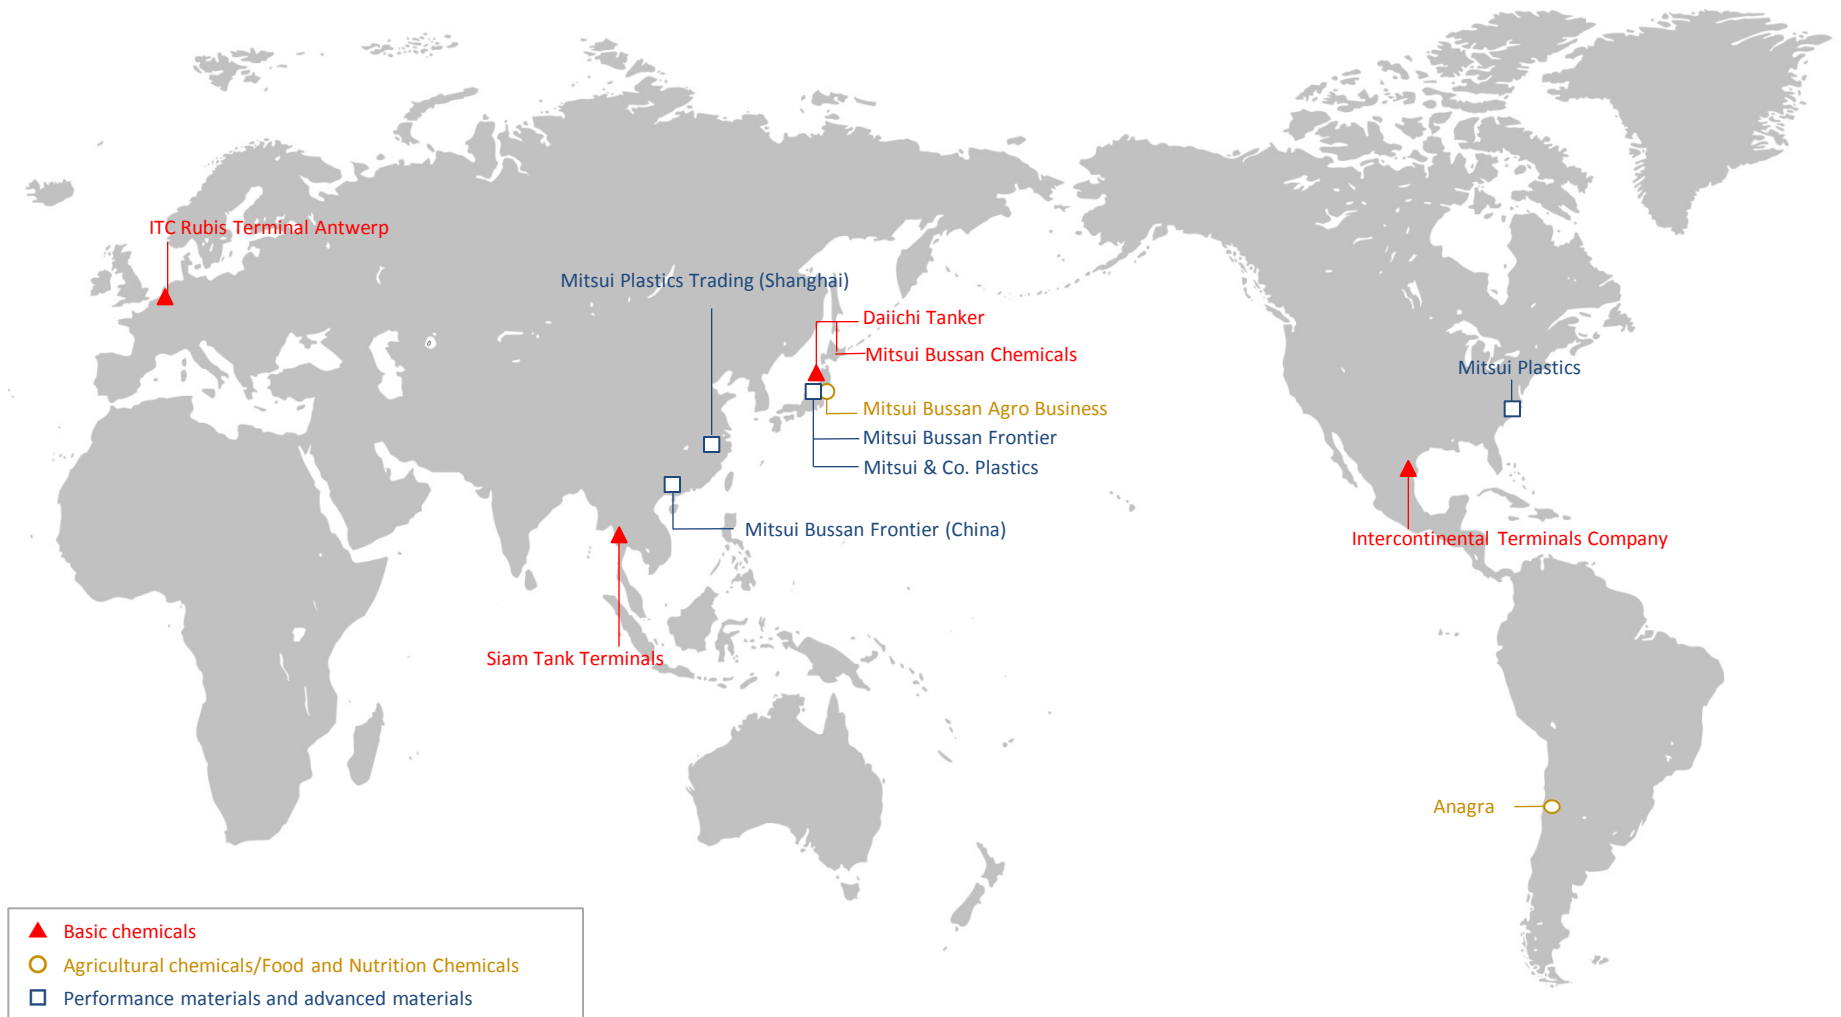 ITC Rubis Terminal Antwerp
Mitsui Plastics Trading (Shanghai)
Daiichi Tanker
Mitsui Bussan Chemicals
Mitsui Plastics
Mitsui Bussan Agro Business
Mitsui Bussan Frontier
Mitsui & Co. Plastics
Mitsui Bussan Frontier (China)
Intercontinental Terminals Company
Siam Tank Terminals
Anagra
Basic chemicals
Agricultural chemicals/Food and Nutrition Chemicals
Performance materials and advanced materials